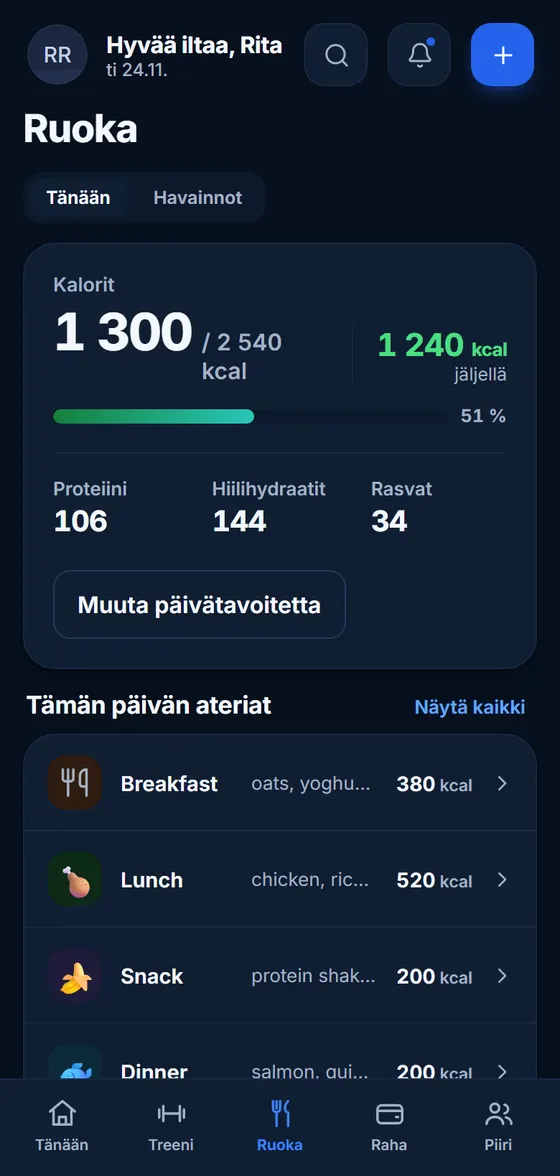 RR
Hyvää iltaa, Rita
ti 24.11.
Ruoka
Tänään
Havainnot
Kalorit
1 300 / 2 540 kcal
1 240 kcal
jäljellä
51 %
Proteiini
Hiilihydraatit
Rasvat
106
144
34
Muuta päivätavoitetta
Tämän päivän ateriat
Näytä kaikki
Breakfast oats, yoghu... 380 kcal
Lunch chicken, ric... 520 kcal
Snack protein shak... 200 kcal
Dinner salmon, qui... 200 kcal
Tänään
Treeni
Ruoka
Raha
Piiri